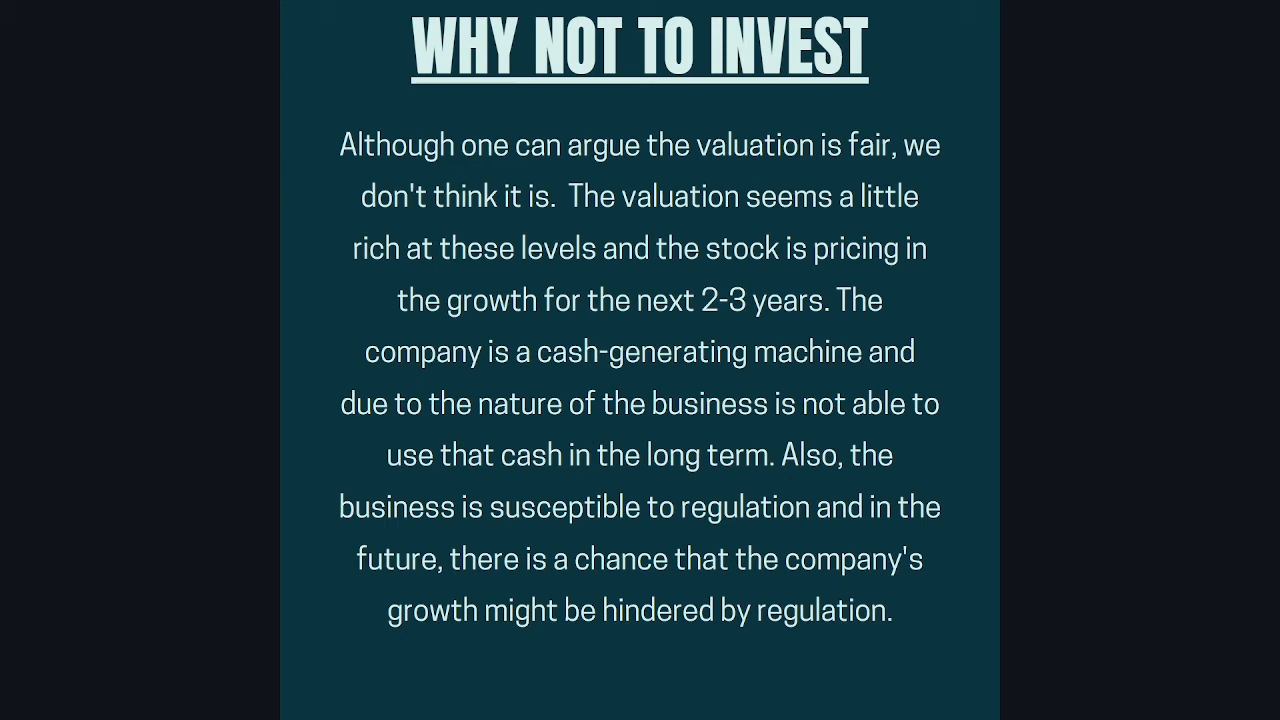 WHY NOT TO INVEST
Although one can argue the valuation is fair, we
don't think it is.  The valuation seems a little
rich at these levels and the stock is pricing in
the growth for the next 2-3 years. The
company is a cash-generating machine and
due to the nature of the business is not able to
use that cash in the long term. Also, the
business is susceptible to regulation and in the
future, there is a chance that the company's
growth might be hindered by regulation.